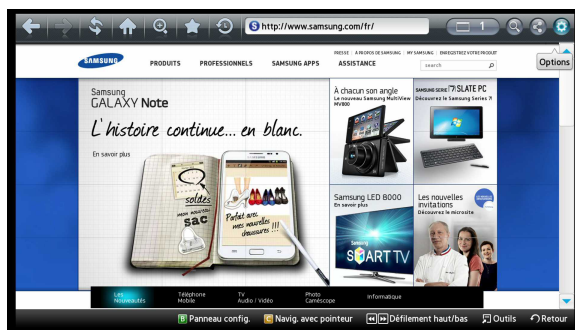 S http://www.samsung.com/fr/
1
Options
SAMSUNG
PRODUITS PROFESSIONNELS SAMSUNG APPS ASSISTANCE
PRESSE A PROPOS DE SAMSUNG MY SAMSUNG ENREGISTREZ VOTRE PRODUIT
search
Samsung
GALAXY Note
L'histoire continue... en blanc.
En savoir plus
soldes
mon nouveau
sac
Parfait avec
mes nouvelles
chaussures !!!
À chacun son angle
Le nouveau Samsung MultiView
MV800
SAMSUNG SERIE 7 SLATE PC
Découvrez le Samsung Series 7!
Samsung LED 8000
En savoir plus
Samsung
SMART TV
Les nouvelles
invitations
Découvrez le microsite
Les
Nouveautés
Téléphone
Mobile
TV
Audio / Vidéo
Photo
Caméscope
Informatique
B Panneau config. C Navig. avec pointeur Défilement haut/bas Outils Retour